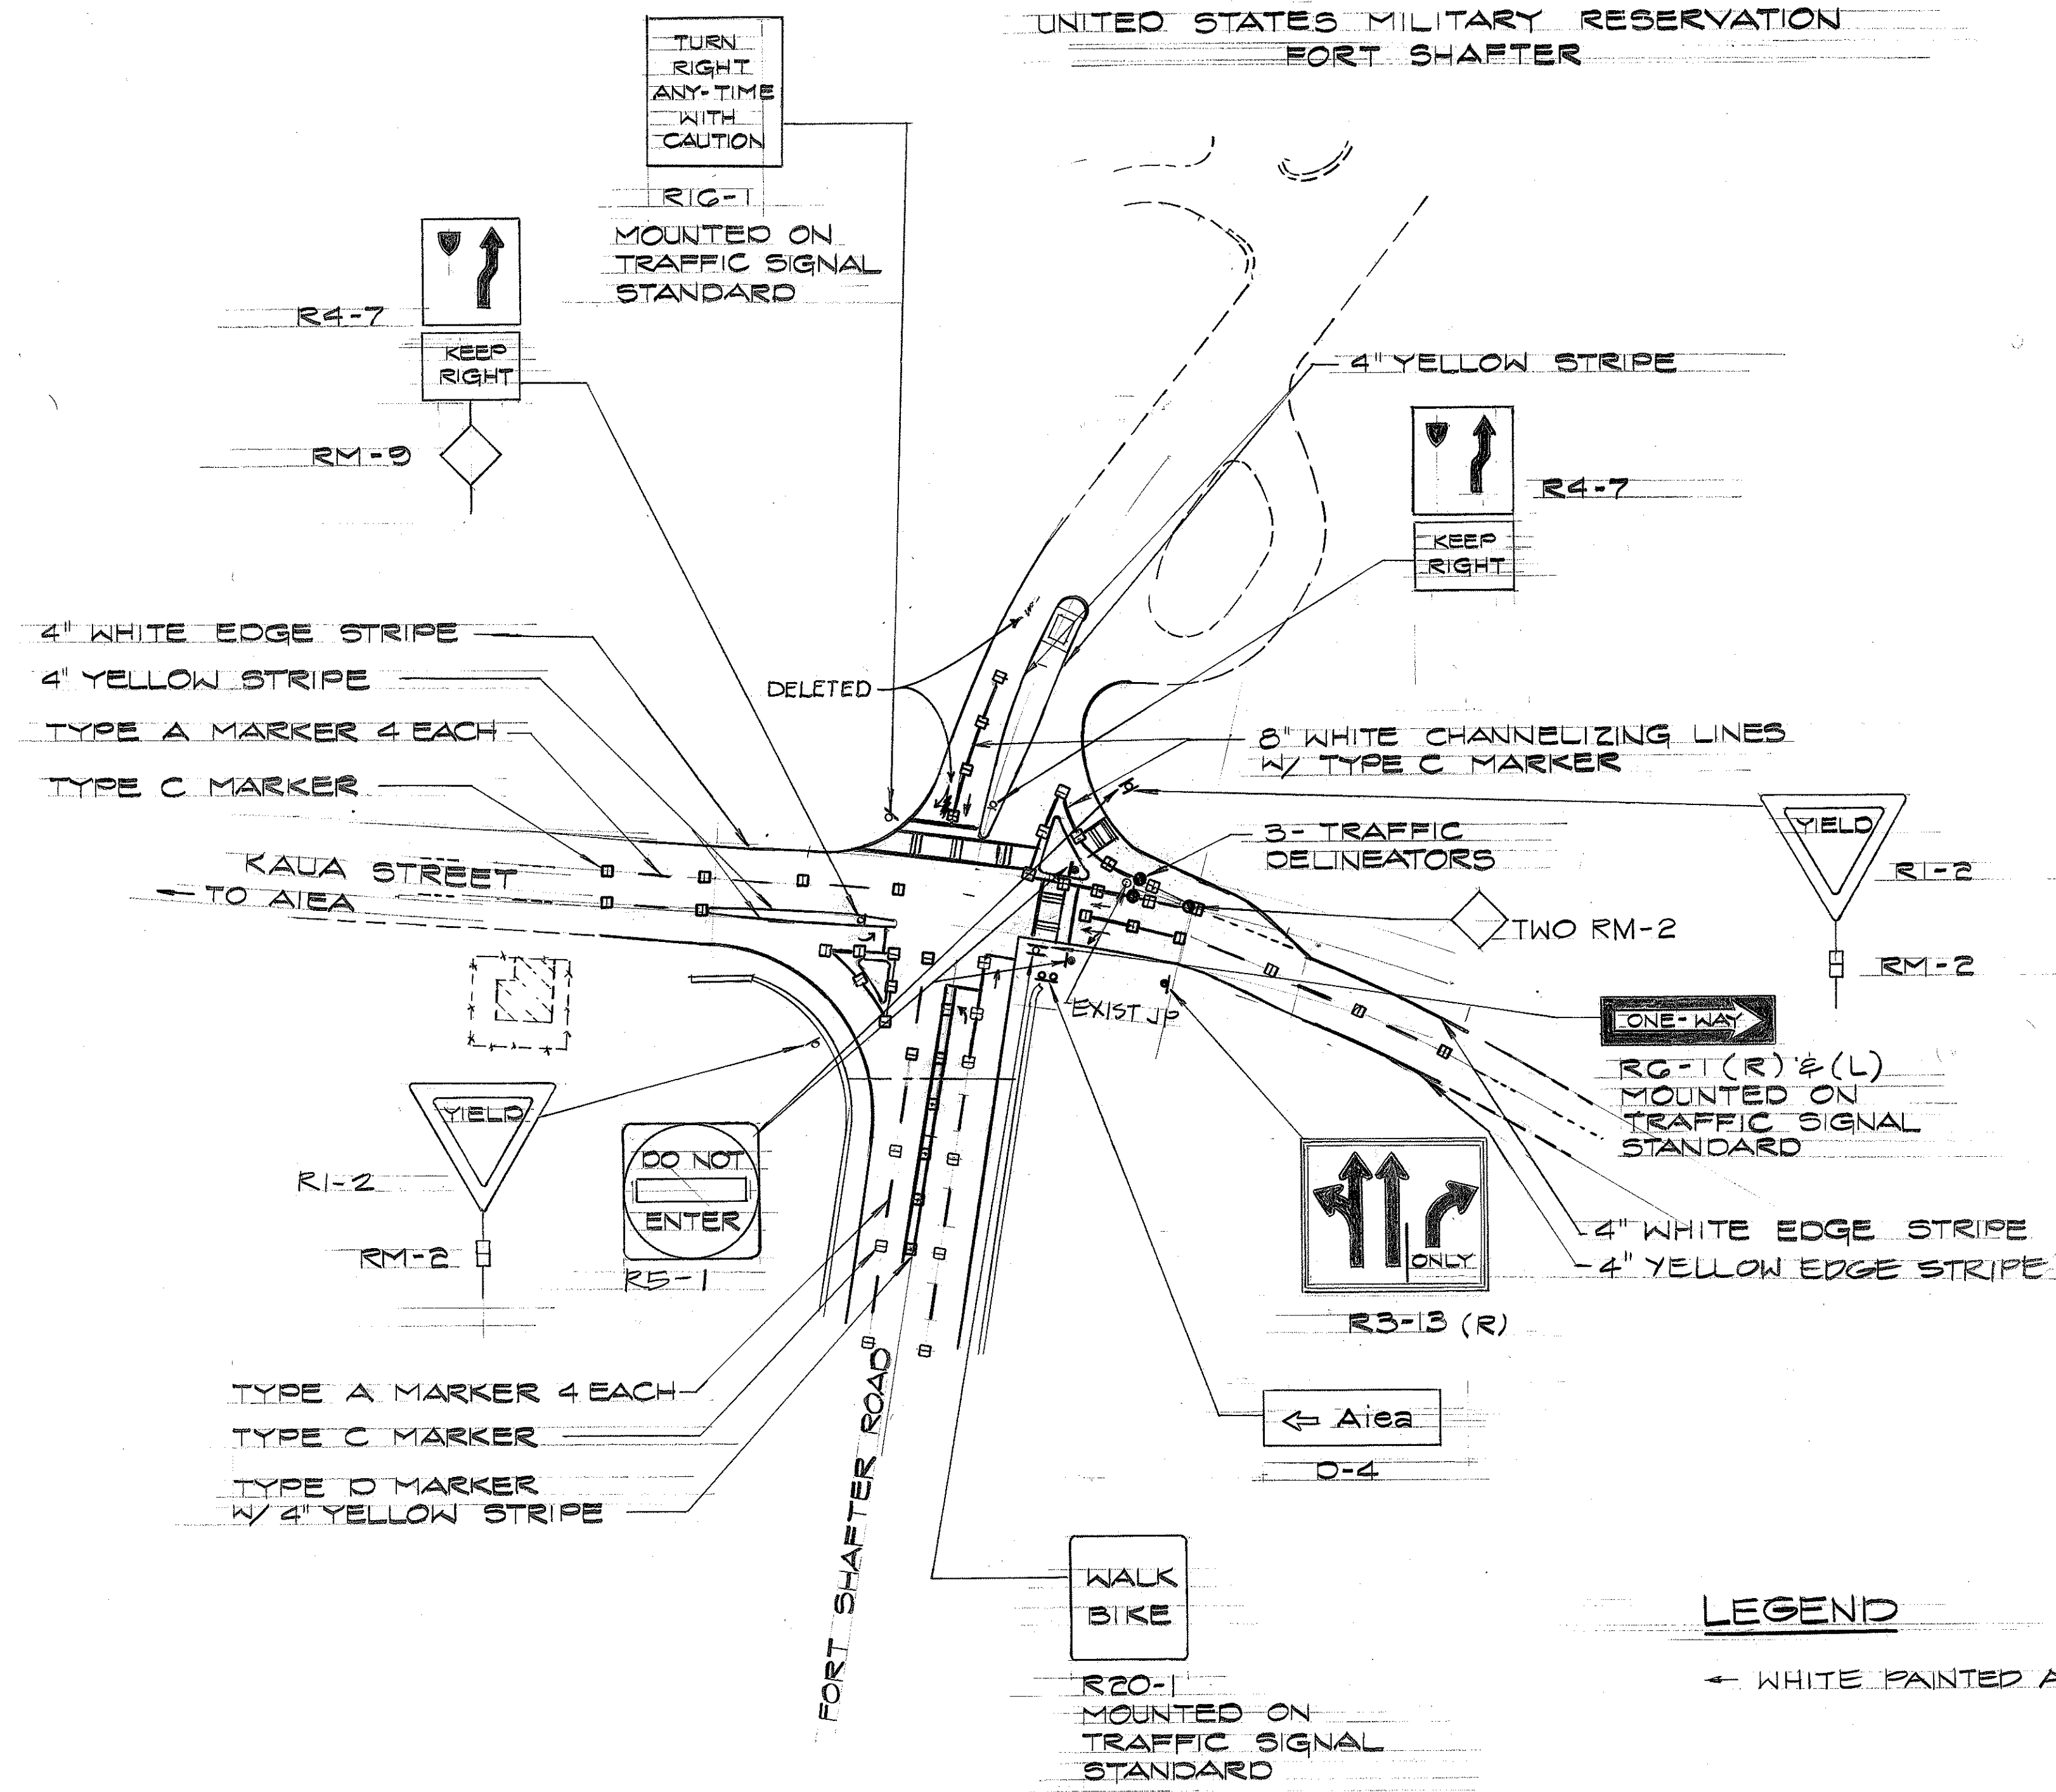 UNITED STATES MILITARY RESERVATION
FORT SHAFTER
TURN
RIGHT
ANY-TIME
WITH
CAUTION
R16-1
MOUNTED ON
TRAFFIC SIGNAL
STANDARD
R4-7
KEEP
RIGHT
RM-9
4" YELLOW STRIPE
R4-7
KEEP
RIGHT
4" WHITE EDGE STRIPE
4" YELLOW STRIPE
TYPE A MARKER 4 EACH
TYPE C MARKER
DELETED
8" WHITE CHANNELIZING LINES
W/ TYPE C MARKER
3- TRAFFIC
DELINEATORS
YIELD
R1-2
TWO RM-2
RM-2
KAUA STREET
← TO AIEA
EXIST JP
ONE-WAY
R6-1 (R) & (L)
MOUNTED ON
TRAFFIC SIGNAL
STANDARD
YIELD
R1-2
RM-2
DO NOT
ENTER
R5-1
ONLY
R3-13 (R)
4" WHITE EDGE STRIPE
4" YELLOW EDGE STRIPE
TYPE A MARKER 4 EACH
TYPE C MARKER
TYPE D MARKER
W/ 4" YELLOW STRIPE
FORT SHAFTER ROAD
← Aiea
D-4
WALK
BIKE
R20-1
MOUNTED ON
TRAFFIC SIGNAL
STANDARD
LEGEND
← WHITE PAINTED A